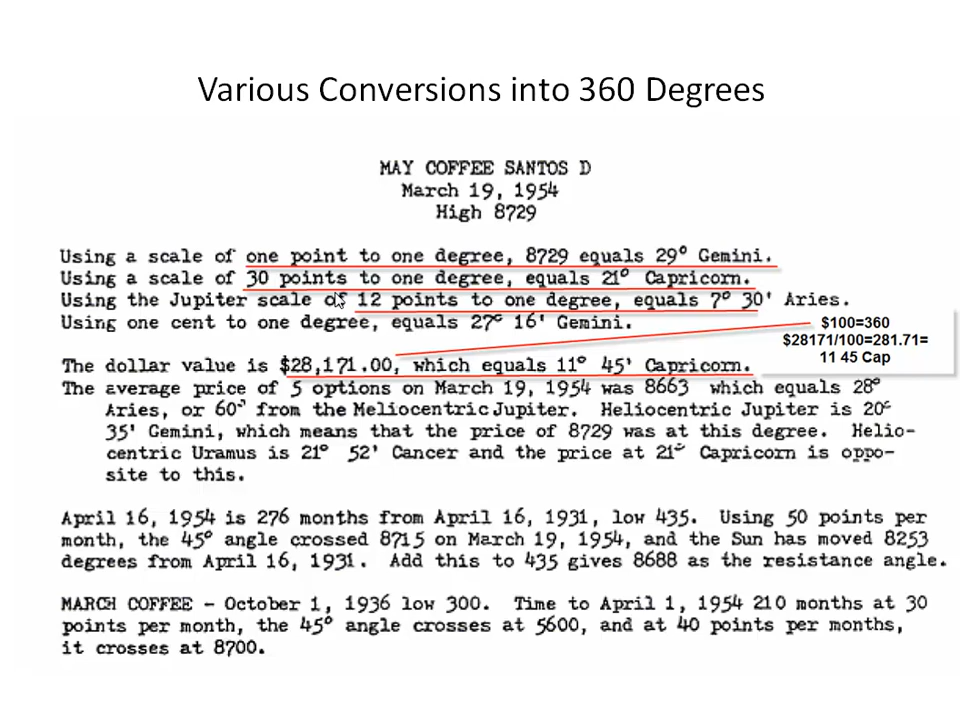 Various Conversions into 360 Degrees
MAY COFFEE SANTOS D
March 19, 1954
High 8729
Using a scale of one point to one degree, 8729 equals 29° Gemini.
Using a scale of 30 points to one degree, equals 21° Capricorn.
Using the Jupiter scale of 12 points to one degree, equals 7° 30' Aries.
Using one cent to one degree, equals 27° 16' Gemini.
$100=360
$28171/100=281.71=
11 45 Cap
The dollar value is $28,171.00, which equals 11° 45' Capricorn.
The average price of 5 options on March 19, 1954 was 8663 which equals 28°
Aries, or 60° from the Meliocentric Jupiter. Heliocentric Jupiter is 20°
35' Gemini, which means that the price of 8729 was at this degree. Helio-
centric Uramus is 21° 52' Cancer and the price at 21° Capricorn is oppo-
site to this.
April 16, 1954 is 276 months from April 16, 1931, low 435. Using 50 points per
month, the 45° angle crossed 8715 on March 19, 1954, and the Sun has moved 8253
degrees from April 16, 1931. Add this to 435 gives 8688 as the resistance angle.
MARCH COFFEE - October 1, 1936 low 300. Time to April 1, 1954 210 months at 30
points per month, the 45° angle crosses at 5600, and at 40 points per months,
it crosses at 8700.